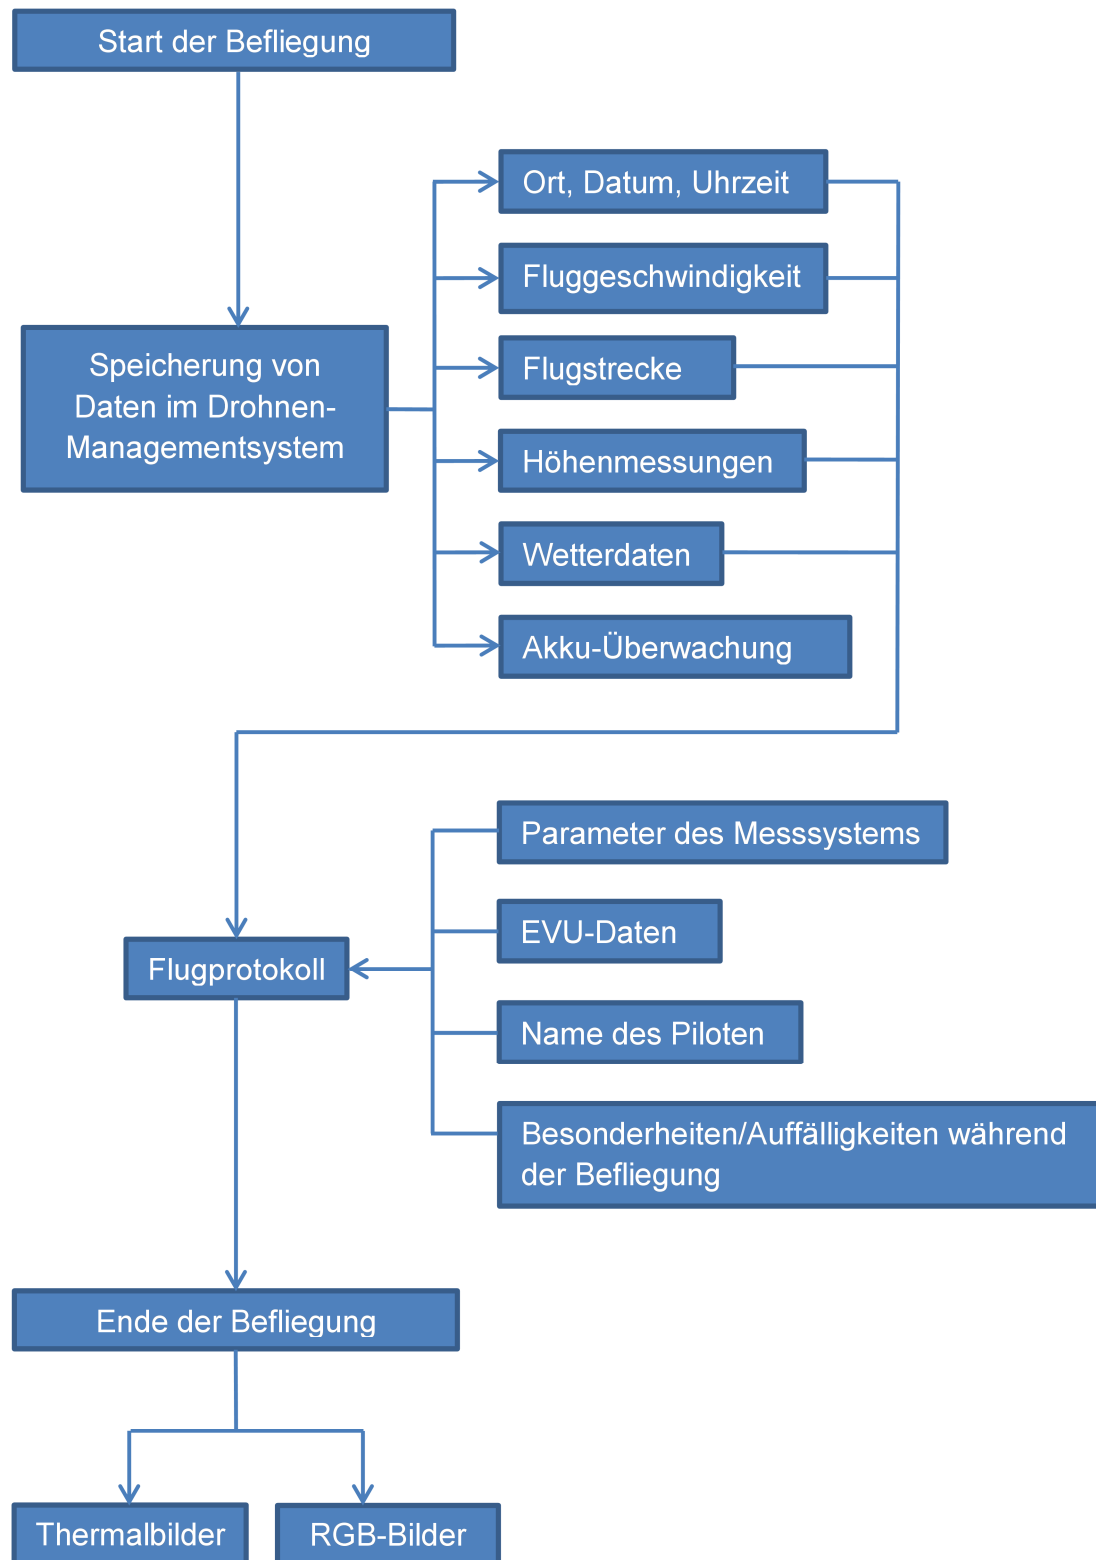 Start der Befliegung
Ort, Datum, Uhrzeit
Fluggeschwindigkeit
Speicherung von
Daten im Drohnen-
Managementsystem
Flugstrecke
Höhenmessungen
Wetterdaten
Akku-Überwachung
Parameter des Messsystems
EVU-Daten
Flugprotokoll
Name des Piloten
Besonderheiten/Auffälligkeiten während
der Befliegung
Ende der Befliegung
Thermalbilder
RGB-Bilder